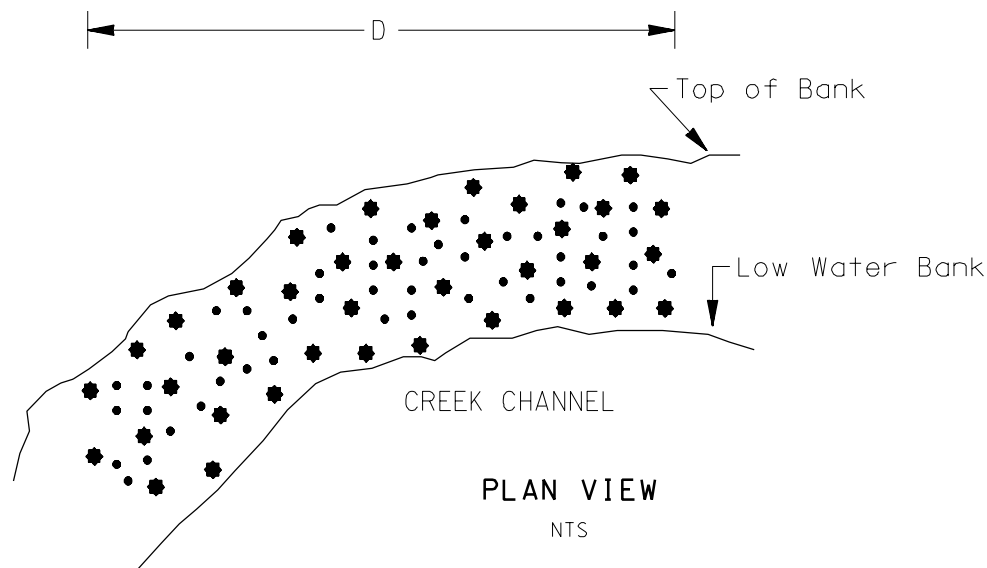 D
Top of Bank
Low Water Bank
CREEK CHANNEL
PLAN VIEW
NTS